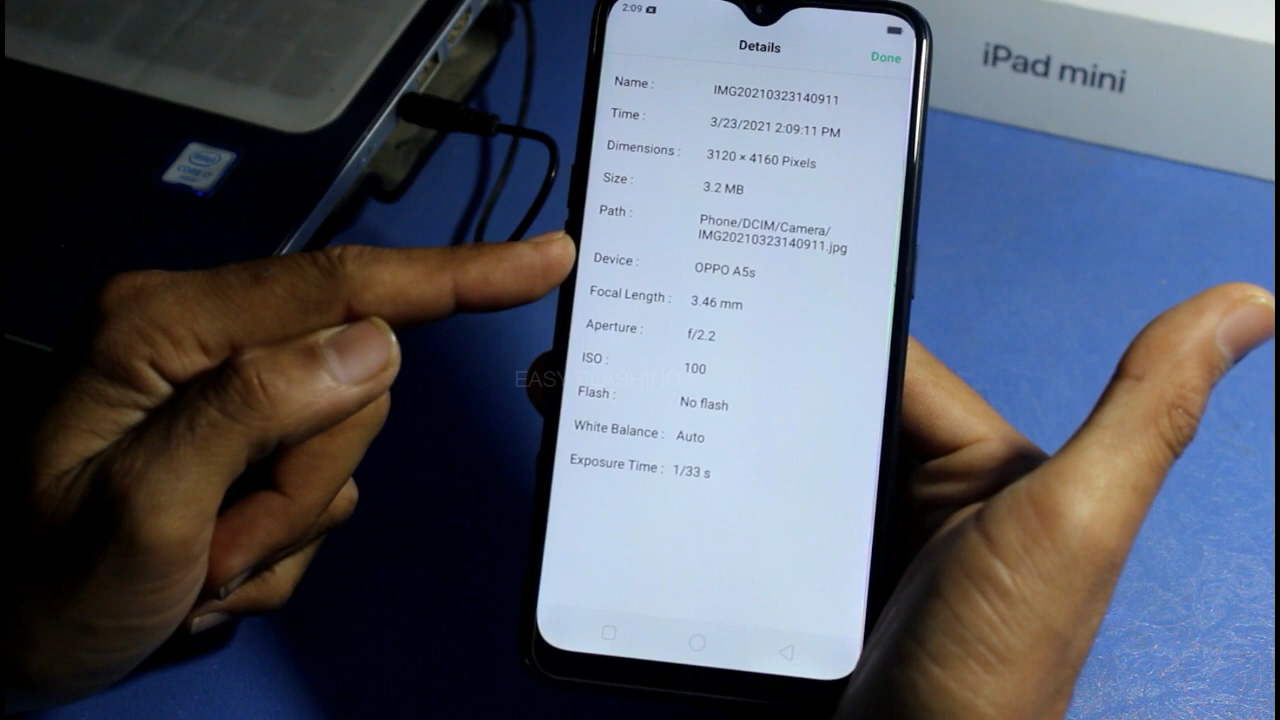 2:09
Details
Done
Name : IMG20210323140911
Time : 3/23/2021 2:09:11 PM
Dimensions : 3120 × 4160 Pixels
Size : 3.2 MB
Path : Phone/DCIM/Camera/
IMG20210323140911.jpg
Device : OPPO A5s
Focal Length : 3.46 mm
Aperture : f/2.2
ISO : 100
Flash : No flash
White Balance : Auto
Exposure Time : 1/33 s
iPad mini
intel
EASY